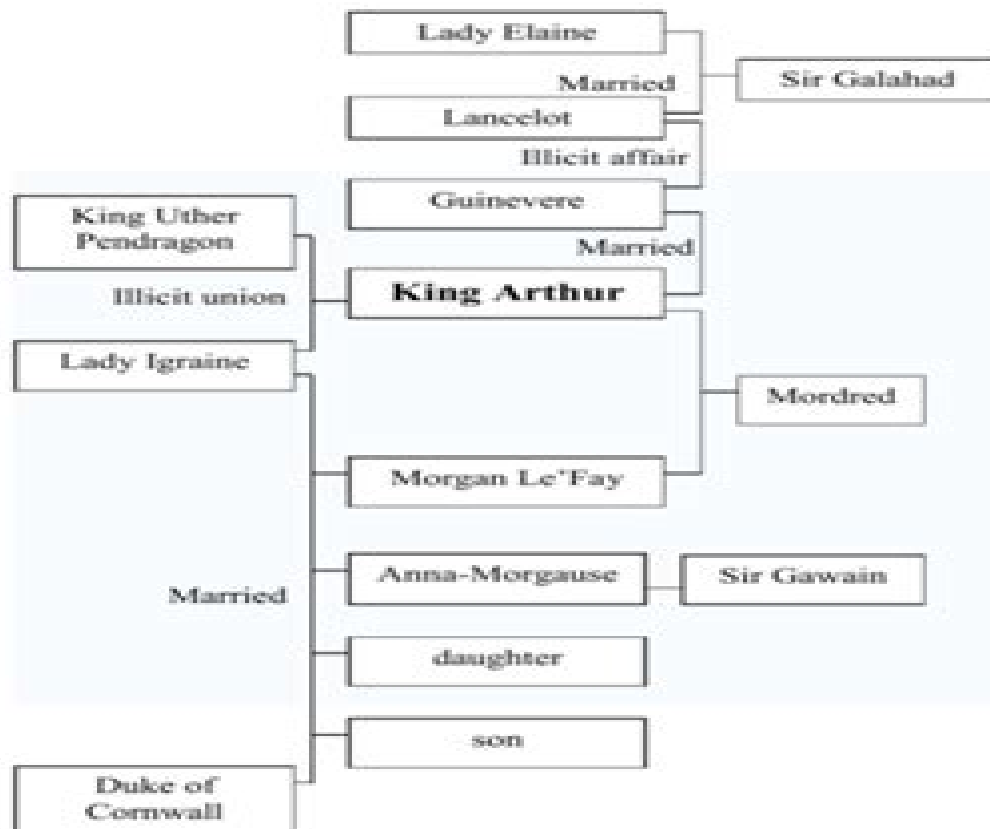 Lady Elaine
Married
Sir Galahad
Lancelot
Illicit affair
Guinevere
King Uther
Pendragon
Married
Illicit union
King Arthur
Lady Igraine
Mordred
Morgan Le'Fay
Anna-Morgause
Sir Gawain
Married
daughter
son
Duke of
Cornwall